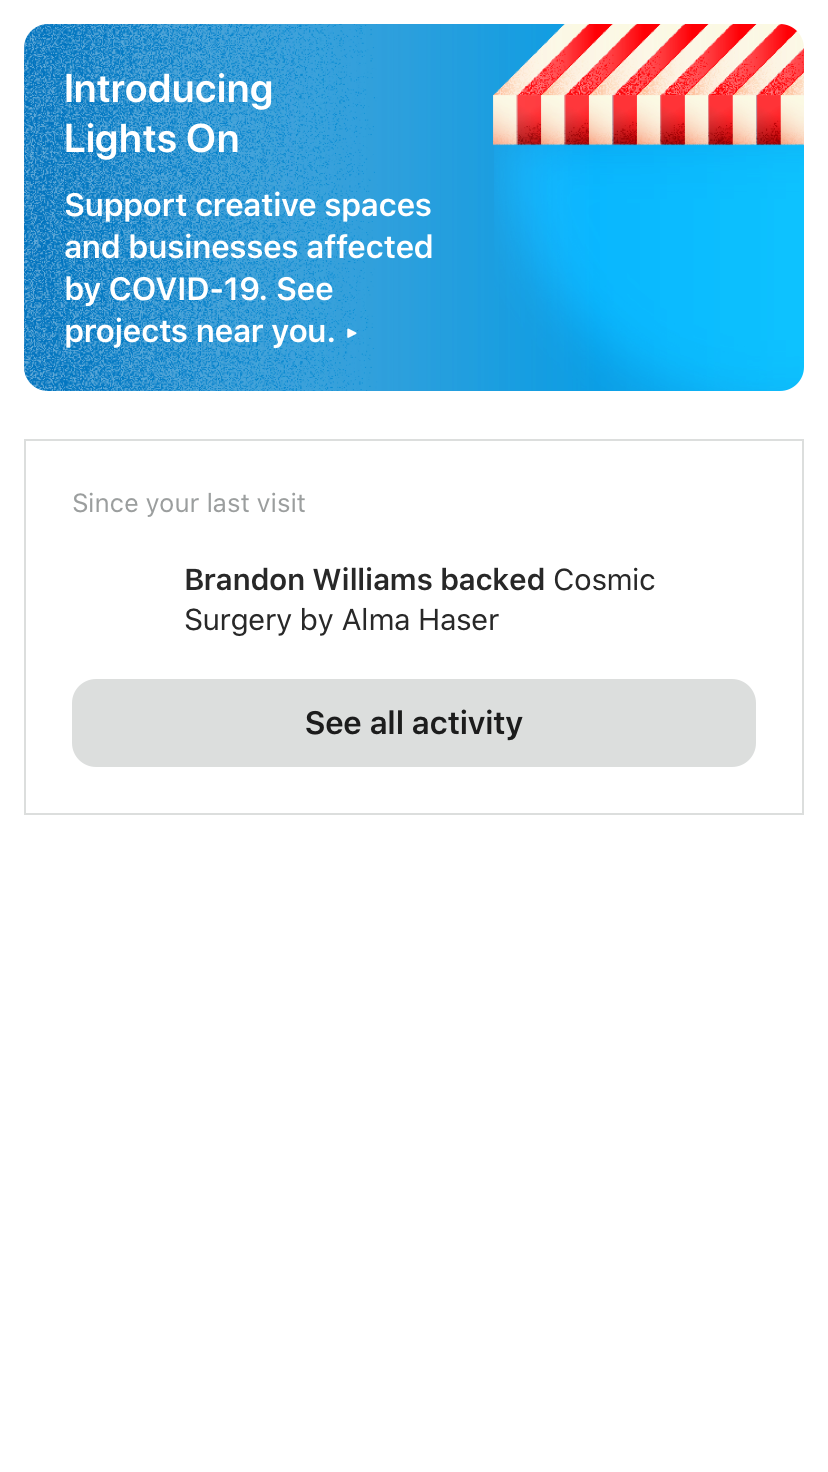 Introducing
Lights On
Support creative spaces
and businesses affected
by COVID-19. See
projects near you. ▸
Since your last visit
Brandon Williams backed Cosmic
Surgery by Alma Haser
See all activity